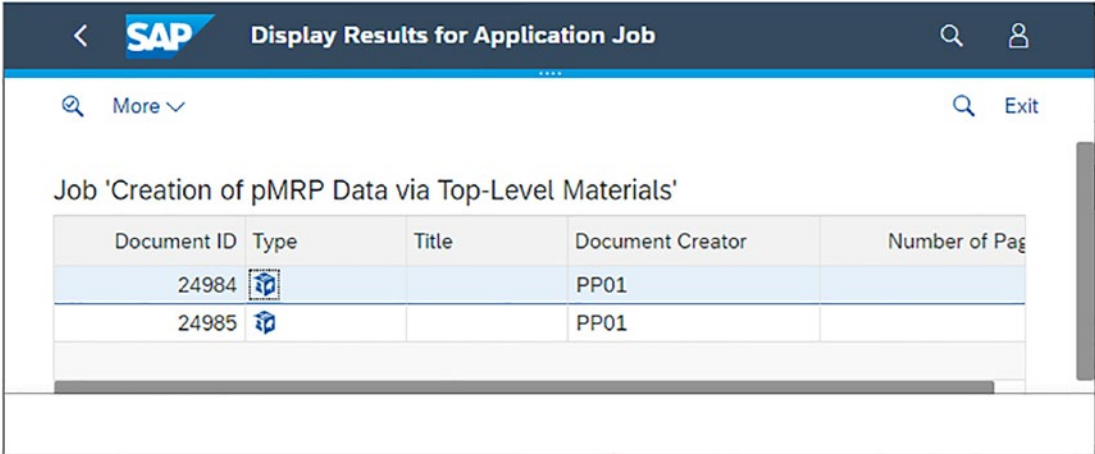 SAP Display Results for Application Job
More Exit
Job 'Creation of pMRP Data via Top-Level Materials'
Document ID Type Title Document Creator Number of Pag
24984 PP01
24985 PP01